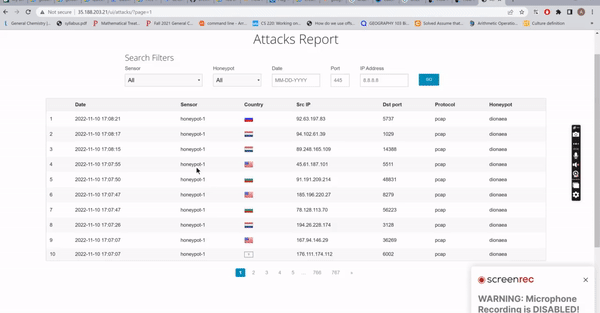 Not secure 35.188.203.21/ui/attacks/?page=1
General Chemistry syllabus.pdf Mathematical Treat... Fall 2021 General C... command line - Am... CS 120: Working on... How do we use offs... QEOGRAPHY 103 Bl... Solved Assume that... Arithmetic Operatio... Culture definition
Attacks Report
Search Filters
Sensor Honeypot Date Port IP Address
All All MM-DD-YYYY 445 8.8.8.8 GO
Date Sensor Country Src IP Dst port Protocol Honeypot
1 2022-11-10 17:08:21 honeypot-1 92.63.197.83 5737 pcap dionaea
2 2022-11-10 17:08:17 honeypot-1 94.102.61.39 1029 pcap dionaea
3 2022-11-10 17:08:15 honeypot-1 89.248.165.109 14388 pcap dionaea
4 2022-11-10 17:07:55 honeypot-1 45.61.187.101 5511 pcap dionaea
5 2022-11-10 17:07:50 honeypot-1 91.191.209.214 48831 pcap dionaea
6 2022-11-10 17:07:47 honeypot-1 185.196.220.27 8279 pcap dionaea
7 2022-11-10 17:07:47 honeypot-1 78.128.113.70 56223 pcap dionaea
8 2022-11-10 17:07:26 honeypot-1 194.26.228.174 3128 pcap dionaea
9 2022-11-10 17:07:07 honeypot-1 167.94.146.29 36269 pcap dionaea
10 2022-11-10 17:07:07 honeypot-1 176.111.174.112 6002 pcap dionaea
1 2 3 4 5 ... 766 767 »
screenrec
WARNING: Microphone
Recording is DISABLED!